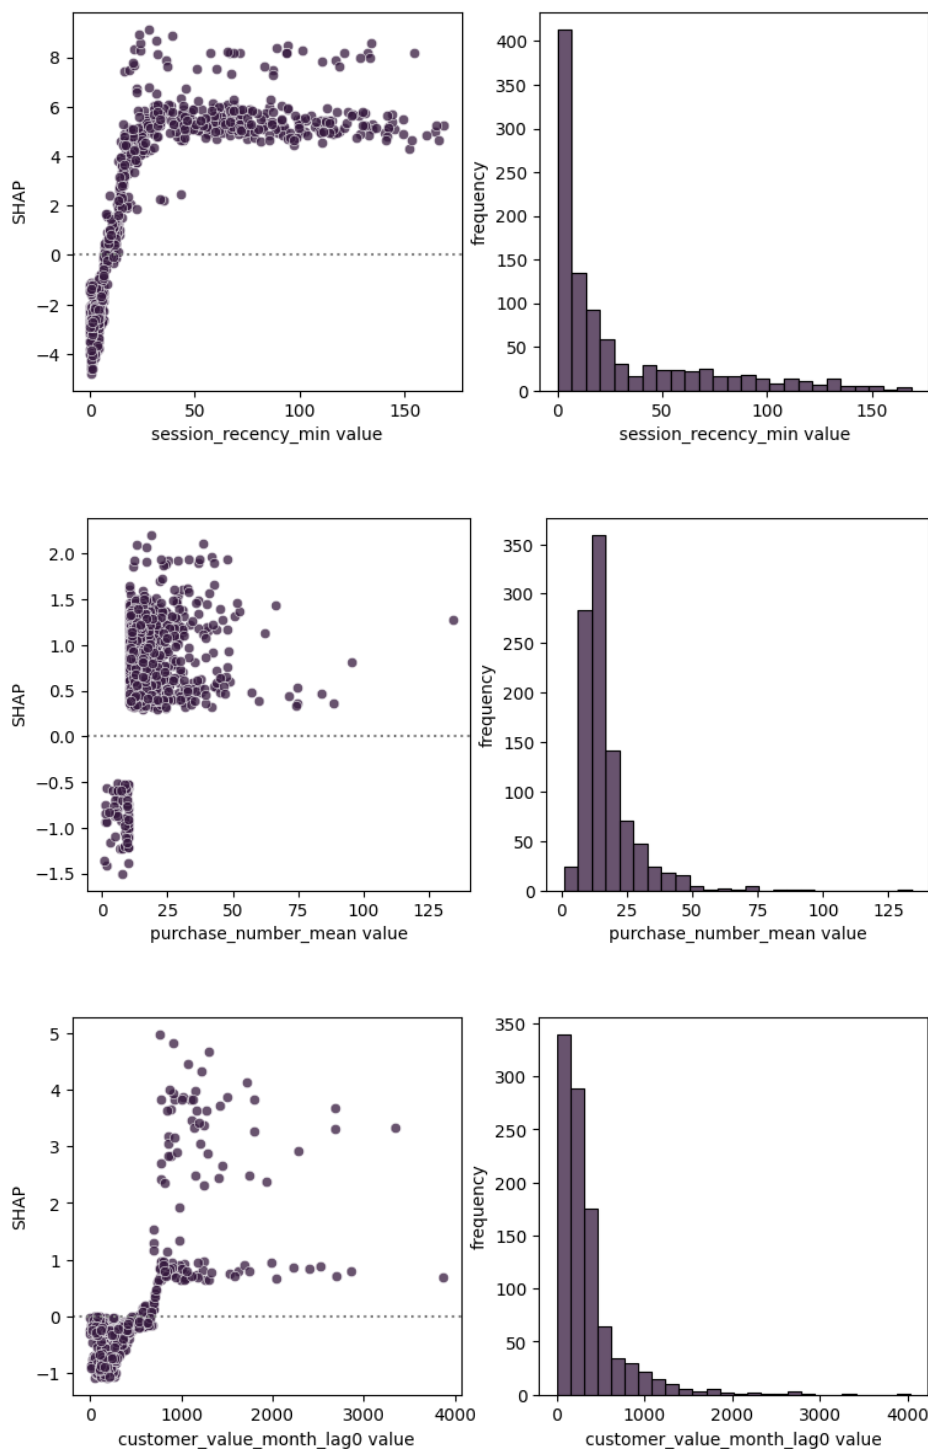 SHAP
8
6
4
2
0
−2
−4
0 50 100 150
session_recency_min value
frequency
400
350
300
250
200
150
100
50
0
0 50 100 150
session_recency_min value
SHAP
2.0
1.5
1.0
0.5
0.0
−0.5
−1.0
−1.5
0 25 50 75 100 125
purchase_number_mean value
frequency
350
300
250
200
150
100
50
0
0 25 50 75 100 125
purchase_number_mean value
SHAP
5
4
3
2
1
0
−1
0 1000 2000 3000 4000
customer_value_month_lag0 value
frequency
350
300
250
200
150
100
50
0
0 1000 2000 3000 4000
customer_value_month_lag0 value